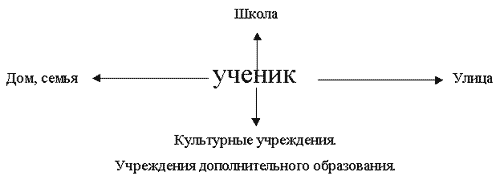 Школа
Дом, семья
ученик
Улица
Культурные учреждения.
Учреждения дополнительного образования.